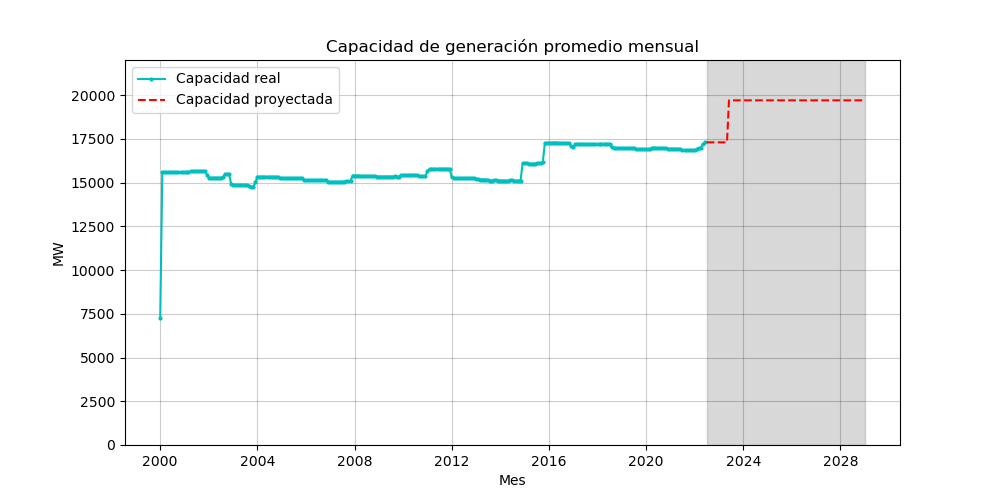 Capacidad de generación promedio mensual
Capacidad real
Capacidad proyectada
20000
17500
15000
12500
10000
7500
5000
2500
0
MW
2000 2004 2008 2012 2016 2020 2024 2028
Mes